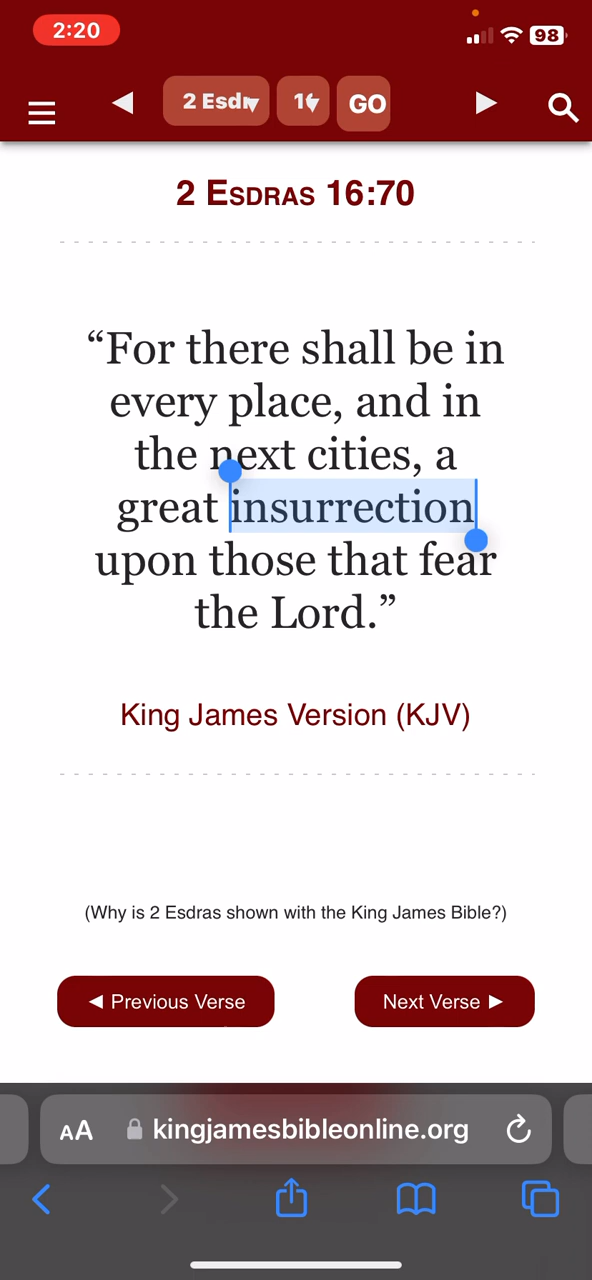 2:20
98
2 Esdr
GO
2 ESDRAS 16:70
“For there shall be in
every place, and in
the next cities, a
great insurrection
upon those that fear
the Lord.”
King James Version (KJV)
(Why is 2 Esdras shown with the King James Bible?)
◄ Previous Verse
Next Verse ►
AA
kingjamesbibleonline.org